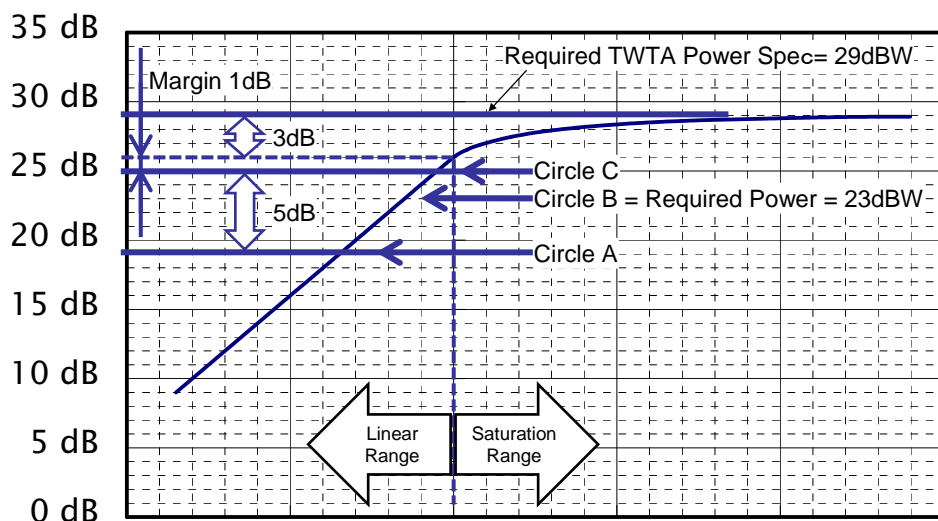 35 dB
Required TWTA Power Spec= 29dBW
Margin 1dB
30 dB
3dB
25 dB
Circle C
Circle B = Required Power = 23dBW
5dB
20 dB
Circle A
15 dB
10 dB
Linear
Range
Saturation
Range
5 dB
0 dB